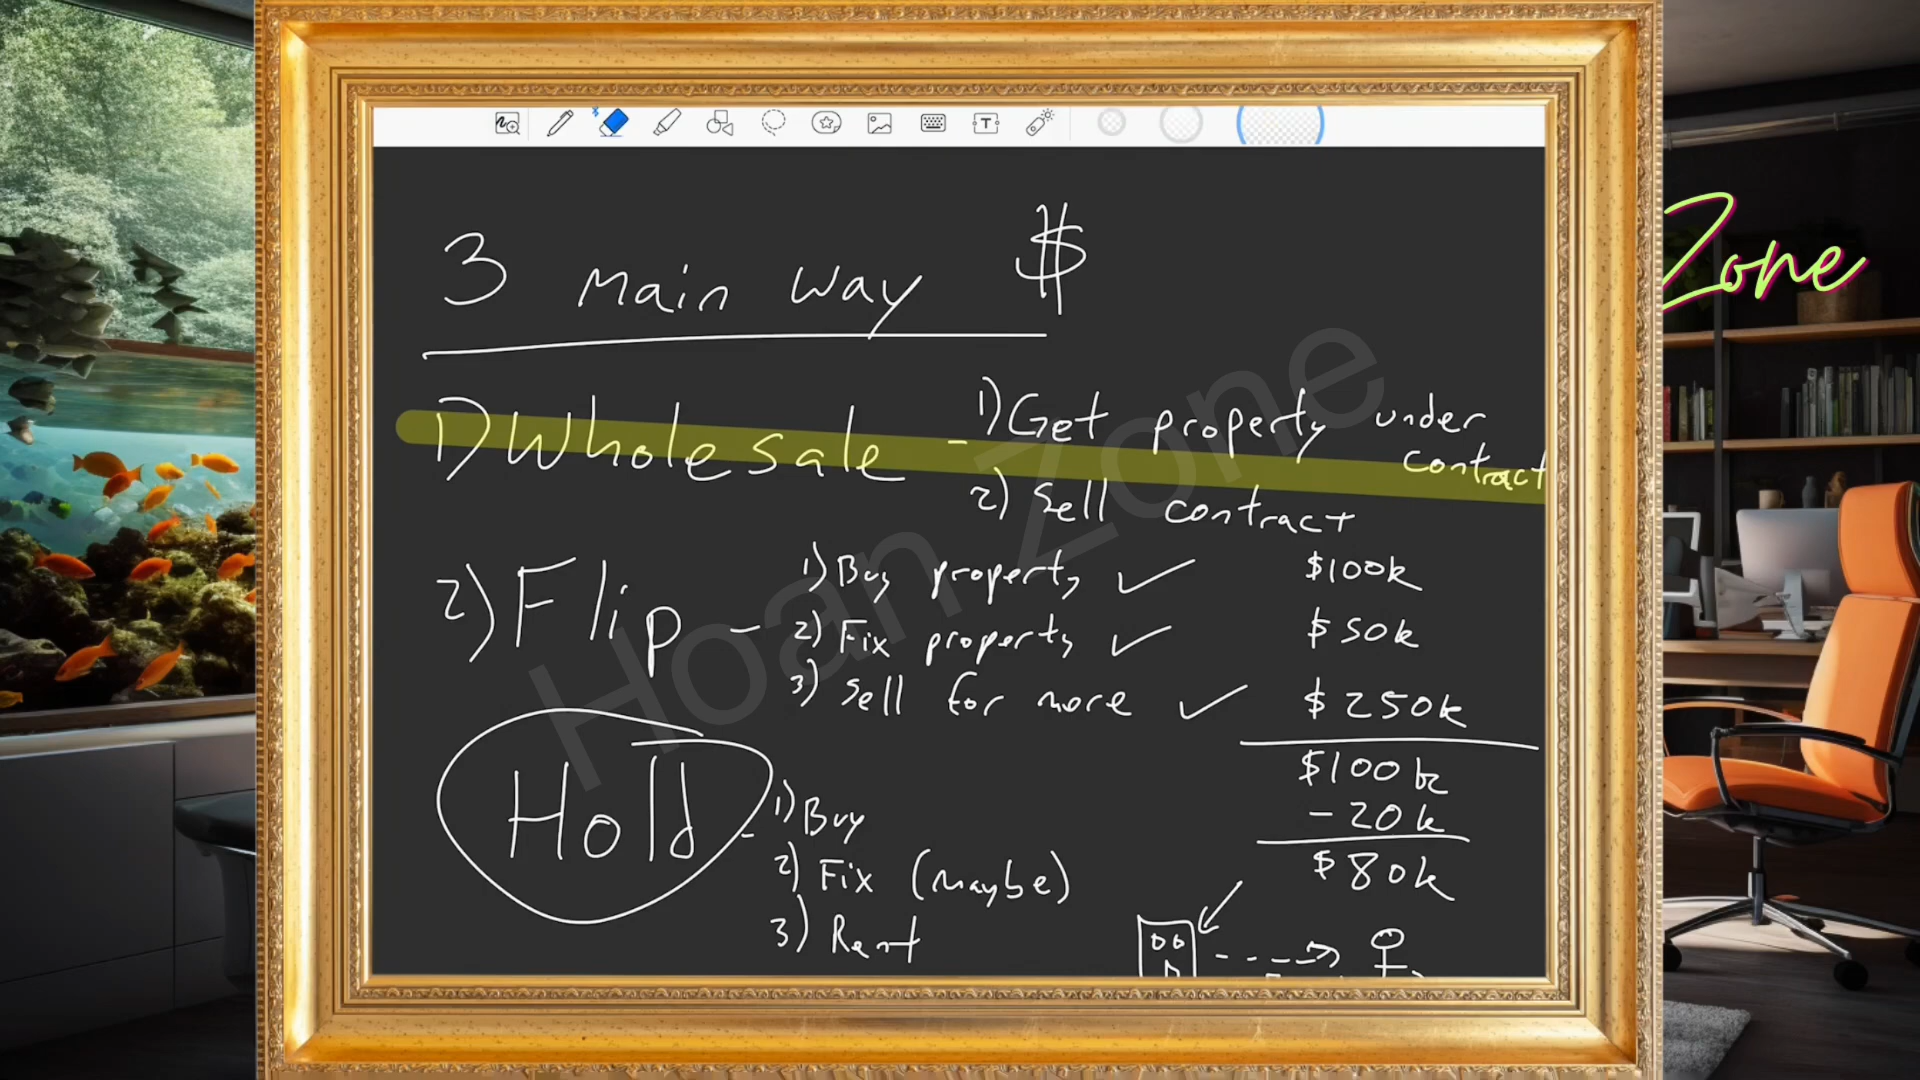 3 Main Way $
1) Wholesale - 1) Get property under contract
2) Sell contract
2) Flip - 1) Buy property ✓ $100k
2) Fix property ✓ $50k
3) Sell for more ✓ $250k
$100k
- 20k
$80k
Hold - 1) Buy
2) Fix (maybe)
3) Rent
Hoan Zone
Zone
T